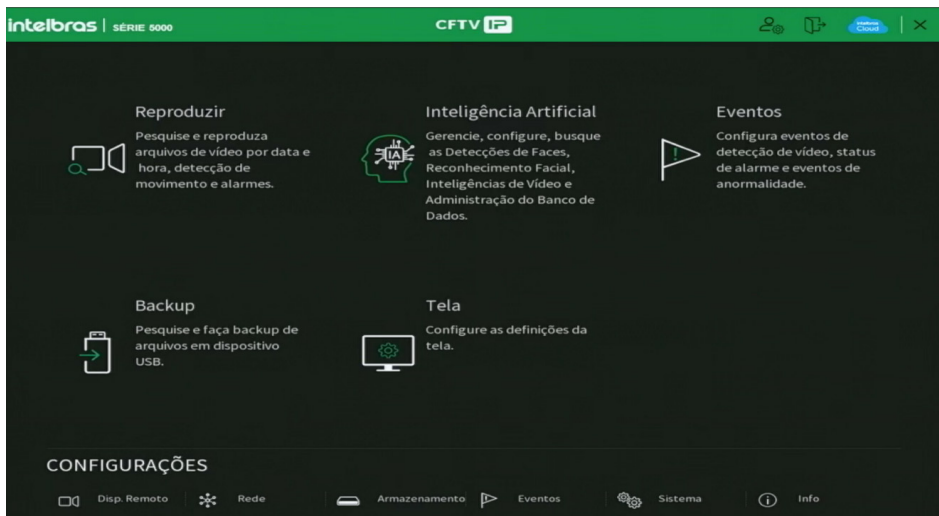 intelbras | SÉRIE 5000
CFTV IP
Intelbras
Cloud
Reproduzir
Pesquise e reproduza
arquivos de vídeo por data e
hora, detecção de
movimento e alarmes.
IA
Inteligência Artificial
Gerencie, configure, busque
as Detecções de Faces,
Reconhecimento Facial,
Inteligências de Vídeo e
Administração do Banco de
Dados.
Eventos
Configura eventos de
detecção de vídeo, status
de alarme e eventos de
anormalidade.
Backup
Pesquise e faça backup de
arquivos em dispositivo
USB.
Tela
Configure as definições da
tela.
CONFIGURAÇÕES
Disp. Remoto
Rede
Armazenamento
Eventos
Sistema
Info